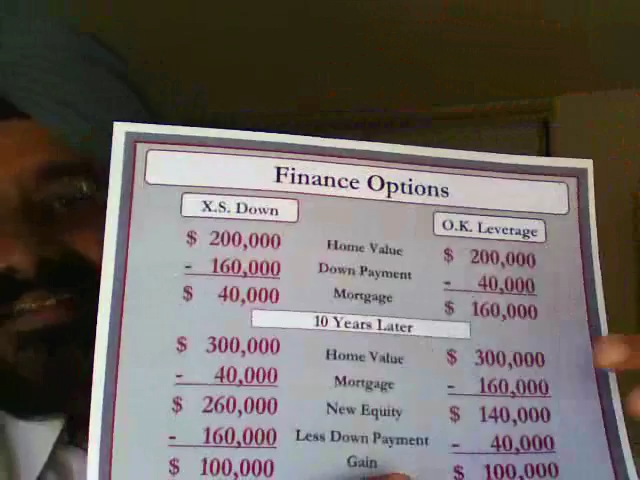 Finance Options
X.S. Down
O.K. Leverage
$ 200,000 Home Value $ 200,000
- 160,000 Down Payment - 40,000
$ 40,000 Mortgage $ 160,000
10 Years Later
$ 300,000 Home Value $ 300,000
- 40,000 Mortgage - 160,000
$ 260,000 New Equity $ 140,000
- 160,000 Less Down Payment - 40,000
$ 100,000 Gain $ 100,000